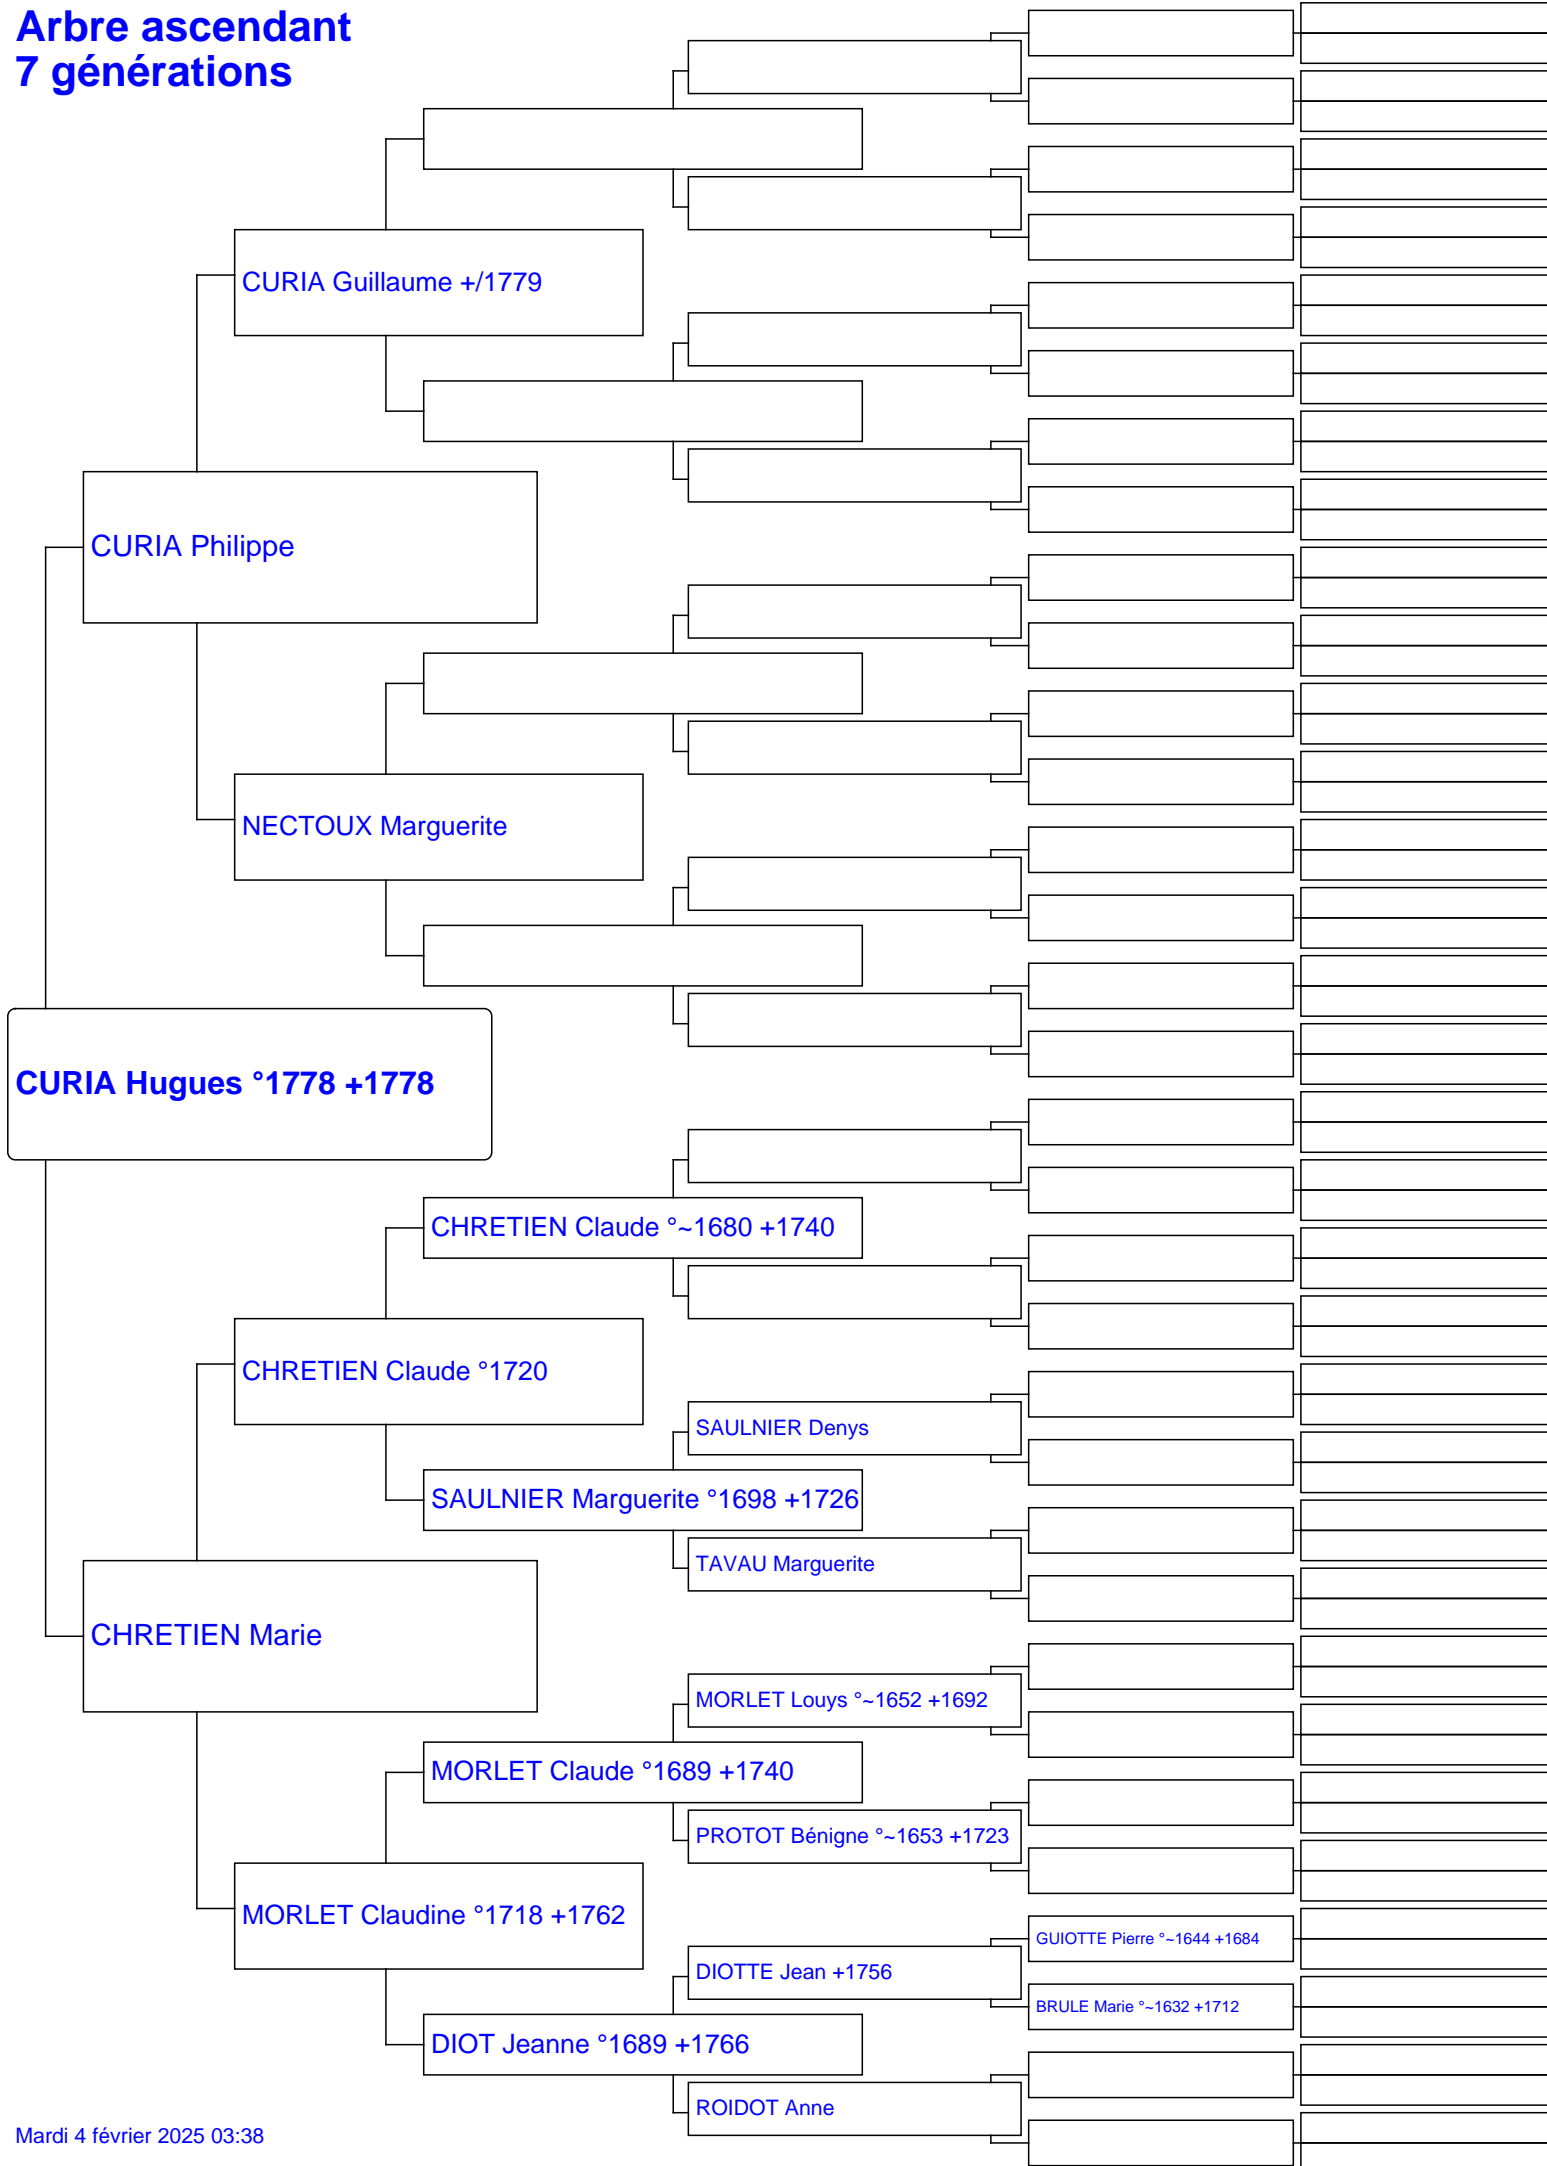 Arbre ascendant
7 générations
CURIA Guillaume +/1779
CURIA Philippe
NECTOUX Marguerite
CURIA Hugues °1778 +1778
CHRETIEN Claude °~1680 +1740
CHRETIEN Claude °1720
SAULNIER Denys
SAULNIER Marguerite °1698 +1726
TAVAU Marguerite
CHRETIEN Marie
MORLET Louys °~1652 +1692
MORLET Claude °1689 +1740
PROTOT Bénigne °~1653 +1723
MORLET Claudine °1718 +1762
GUIOTTE Pierre °~1644 +1684
DIOTTE Jean +1756
BRULE Marie °~1632 +1712
DIOT Jeanne °1689 +1766
ROIDOT Anne
Mardi 4 février 2025 03:38